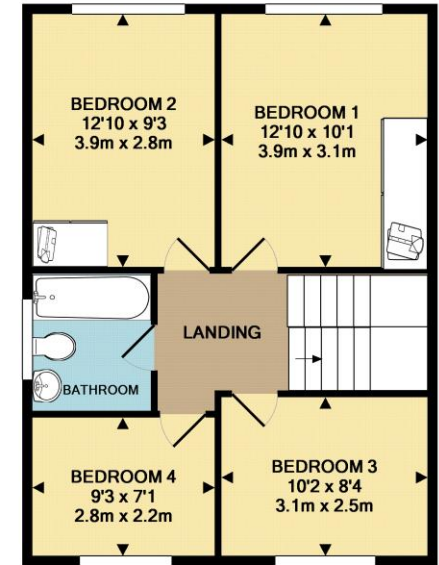 BEDROOM 2
12'10 x 9'3
3.9m x 2.8m
BEDROOM 1
12'10 x 10'1
3.9m x 3.1m
LANDING
BATHROOM
BEDROOM 4
9'3 x 7'1
2.8m x 2.2m
BEDROOM 3
10'2 x 8'4
3.1m x 2.5m